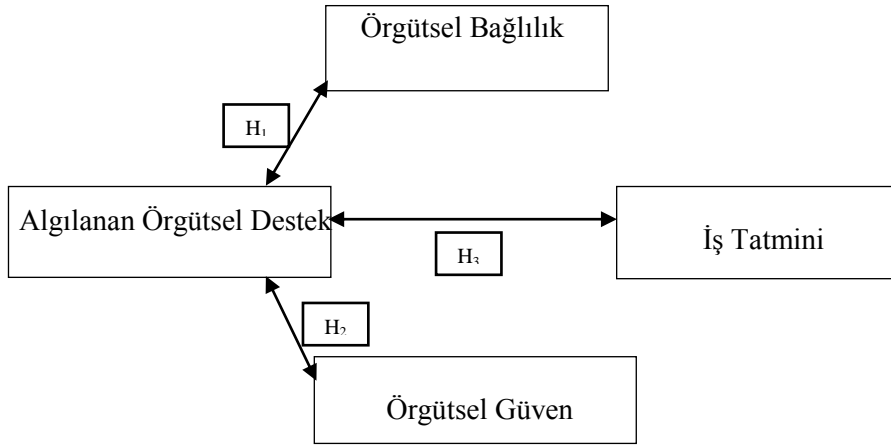 Örgütsel Bağlılık
H₁
Algılanan Örgütsel Destek
İş Tatmini
H₃
H₂
Örgütsel Güven